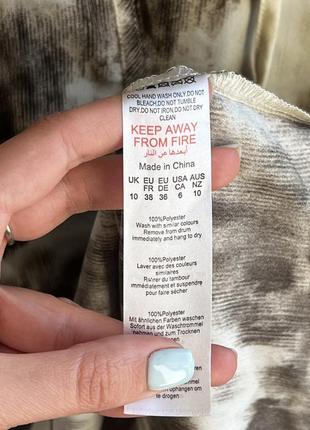 COOL HAND WASH ONLY,DO NOT
BLEACH,DO NOT TUMBLE
DRY,DO NOT IRON,DO NOT DRY
CLEAN
KEEP AWAY
FROM FIRE
أبعدها عن النار
Made in China
UK EU EU USA AUS
FR DE CA NZ
10 38 36 6 10
100%Polyester
Wash with similar colours
Remove from drum
immediately and hang to dry
100%Polyester
Laver avec des couleurs
similaires
Retirer du tambour
immédiatement et suspendre
pour faire sécher
100%Polyester
Mit ähnlichen Farben waschen
Sofort aus der Waschtrommel
und zum Trocknen